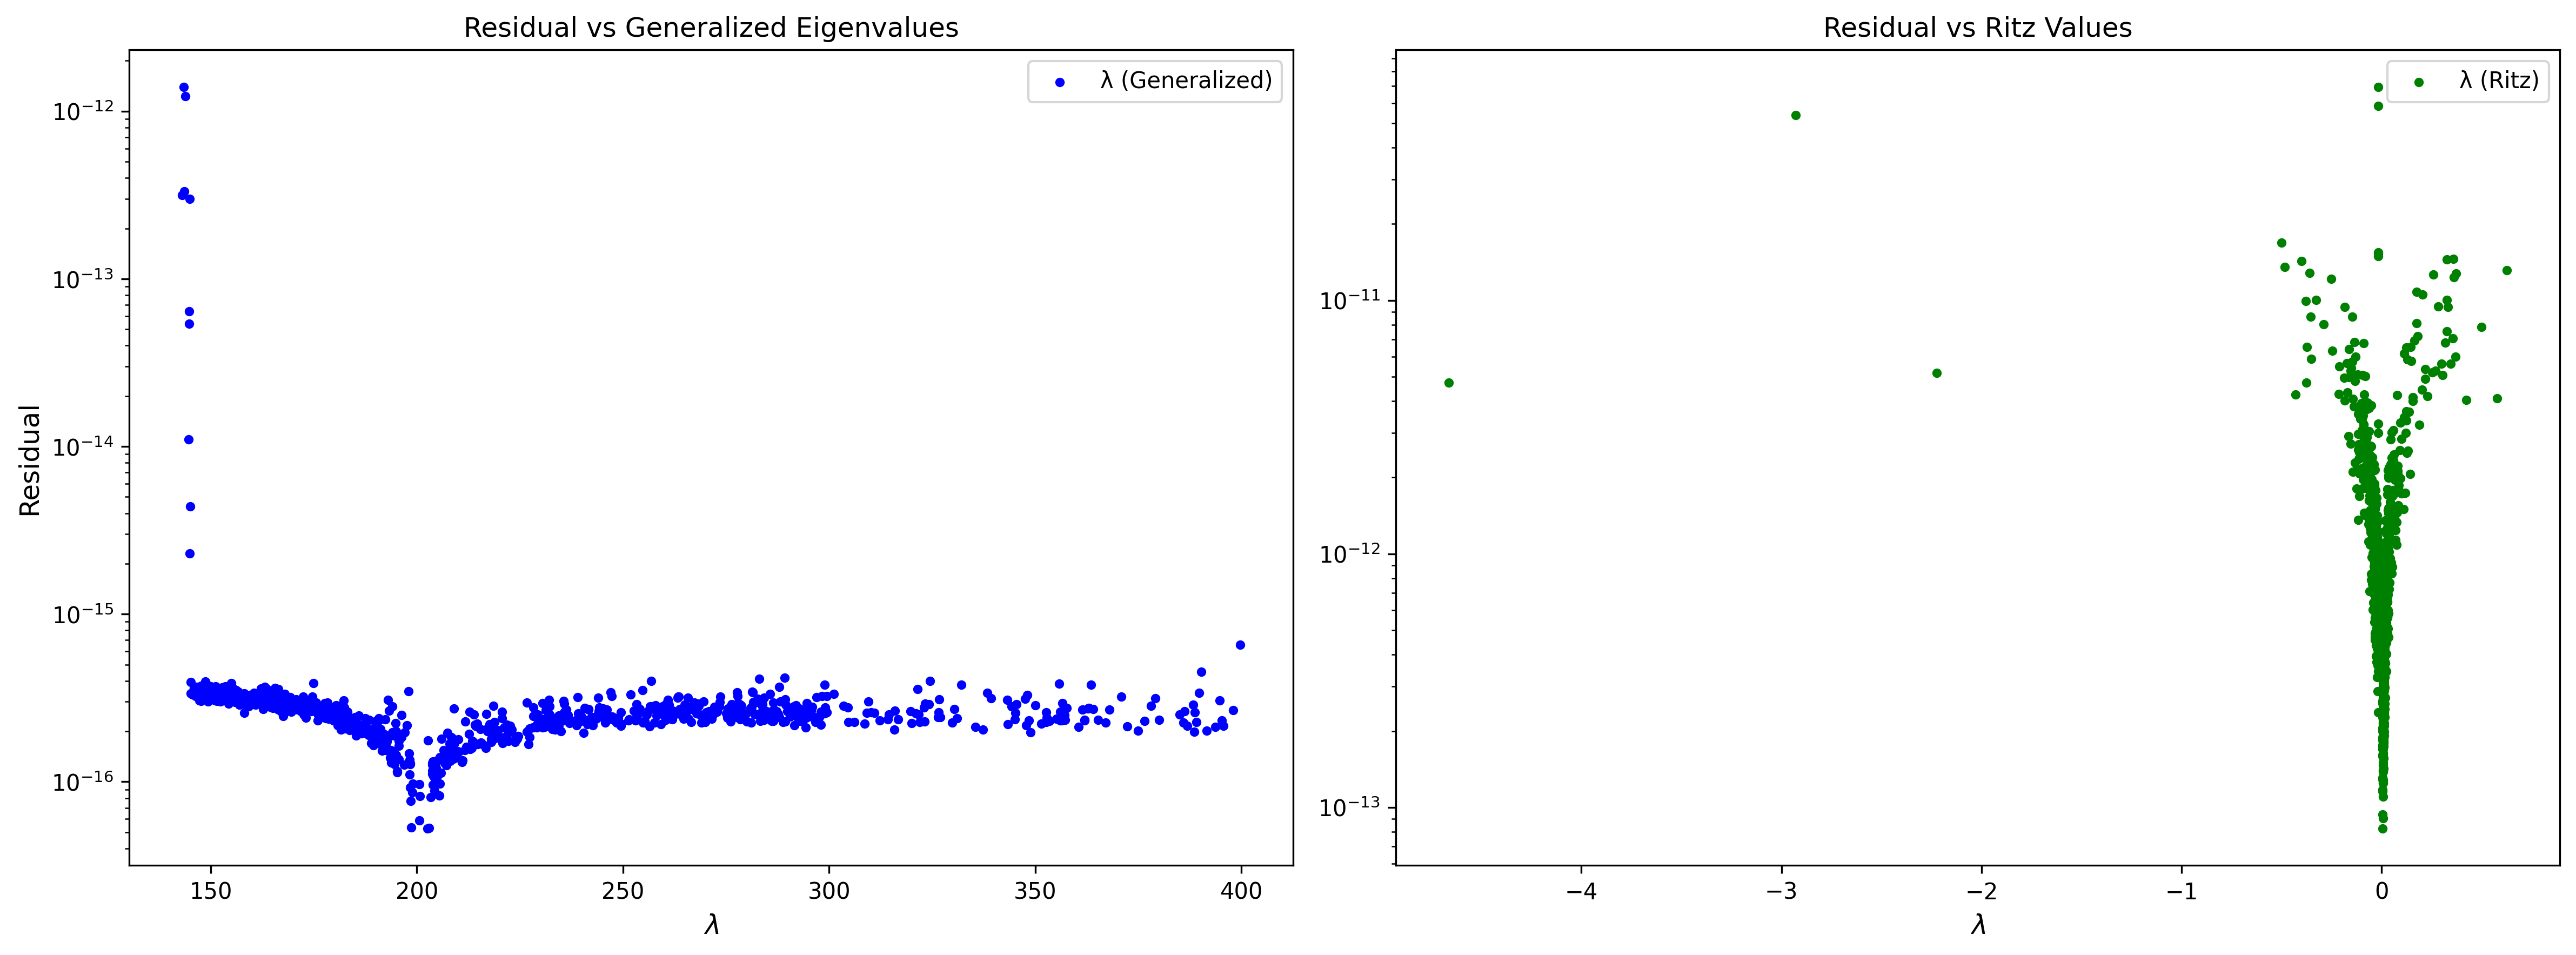 Residual vs Generalized Eigenvalues
λ (Generalized)
10⁻¹²
10⁻¹³
10⁻¹⁴
10⁻¹⁵
10⁻¹⁶
Residual
150 200 250 300 350 400
λ
Residual vs Ritz Values
λ (Ritz)
10⁻¹¹
10⁻¹²
10⁻¹³
−4 −3 −2 −1 0
λ